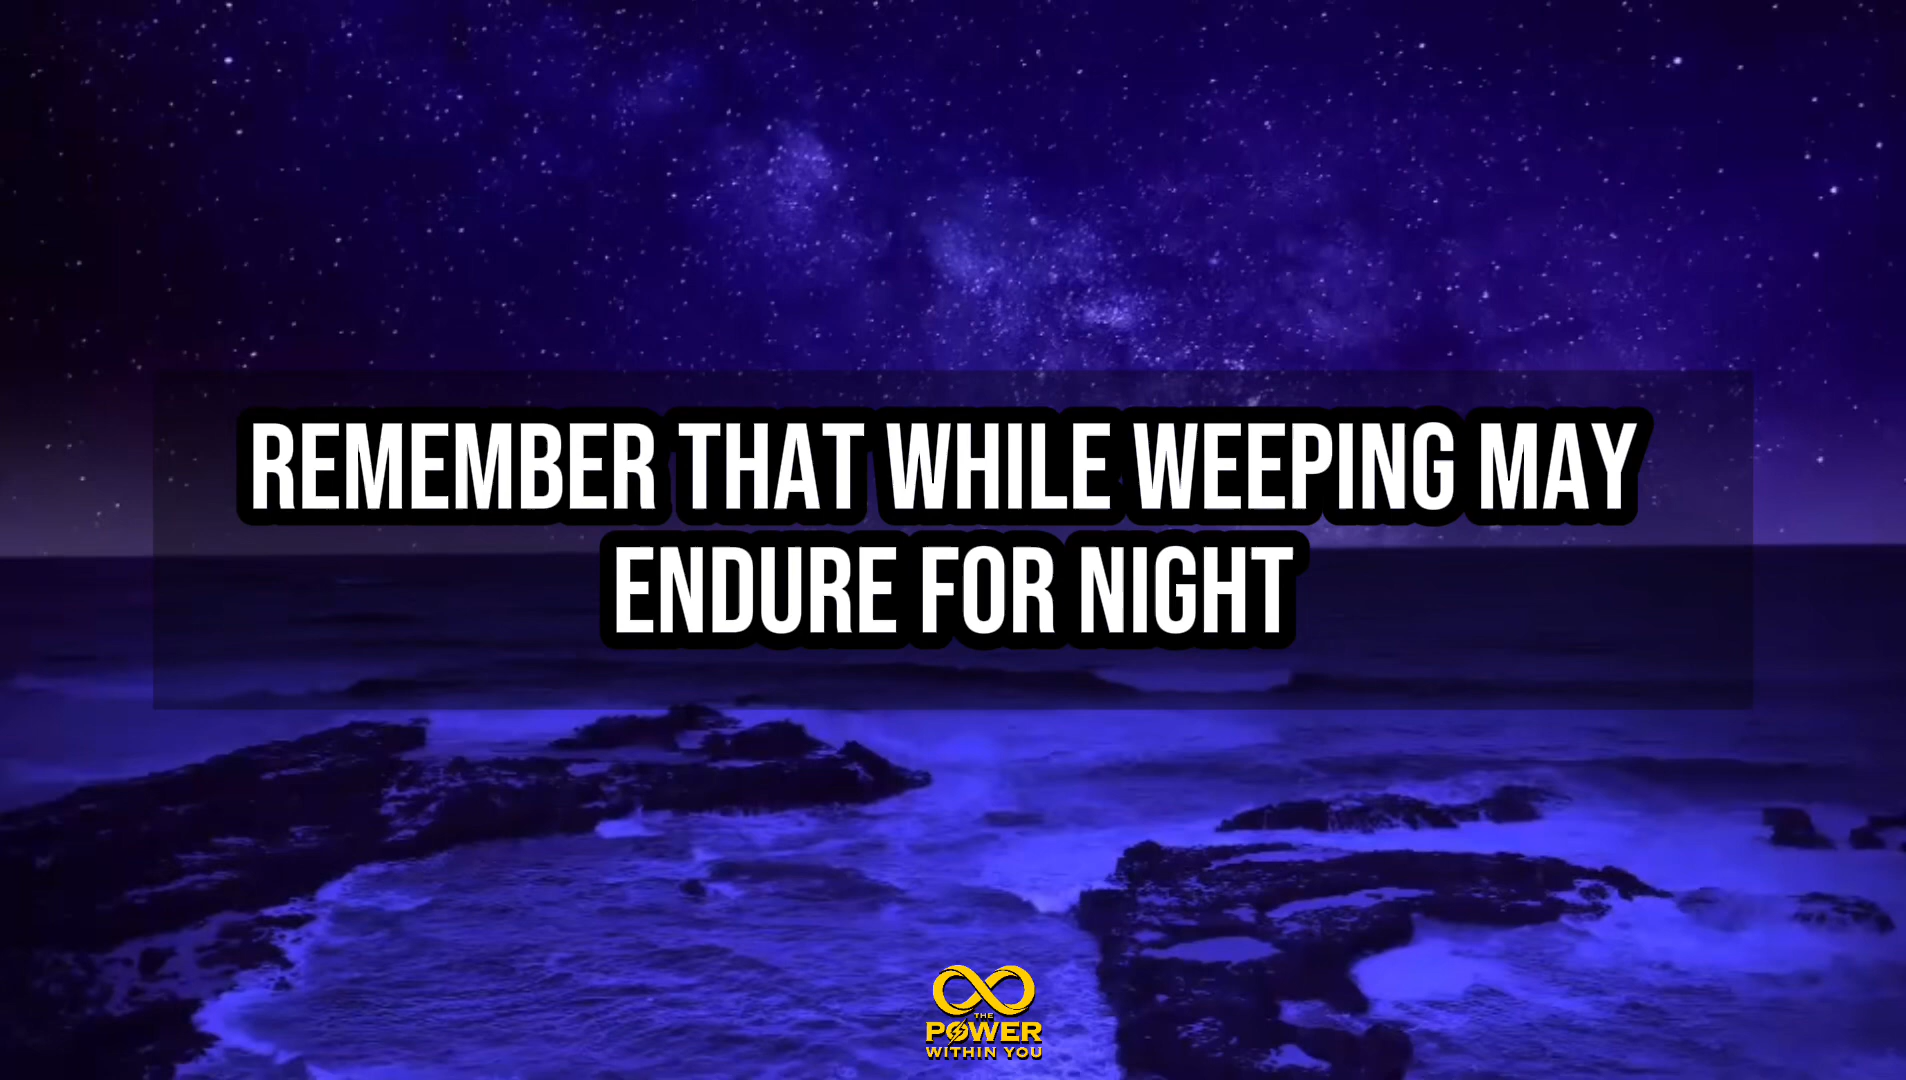 REMEMBER THAT WHILE WEEPING MAY
ENDURE FOR NIGHT
THE
POWER
WITHIN YOU